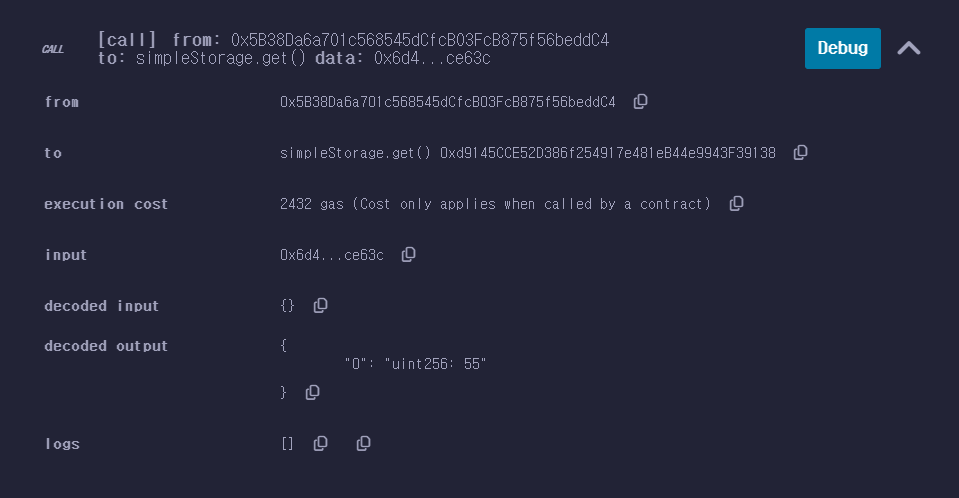 CALL [call] from: 0x5B38Da6a701c568545dCfcB03FcB875f56beddC4
to: simpleStorage.get() data: 0x6d4...ce63c
Debug
from 0x5B38Da6a701c568545dCfcB03FcB875f56beddC4
to simpleStorage.get() 0xd9145CCE52D386f254917e481eB44e9943F39138
execution cost 2432 gas (Cost only applies when called by a contract)
input 0x6d4...ce63c
decoded input {}
decoded output {
"0": "uint256: 55"
}
logs []